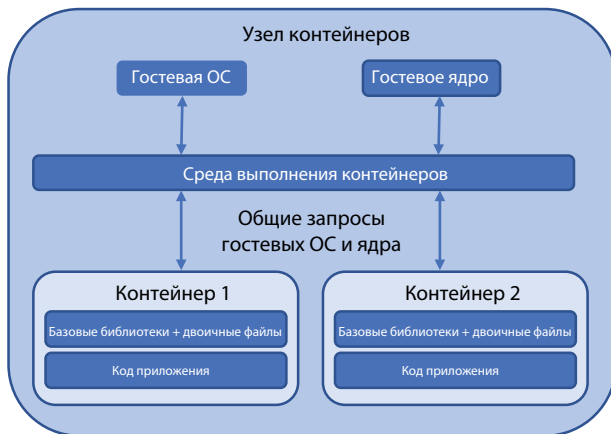 Узел контейнеров
Гостевая ОС
Гостевое ядро
Среда выполнения контейнеров
Общие запросы
гостевых ОС и ядра
Контейнер 1
Контейнер 2
Базовые библиотеки + двоичные файлы
Базовые библиотеки + двоичные файлы
Код приложения
Код приложения